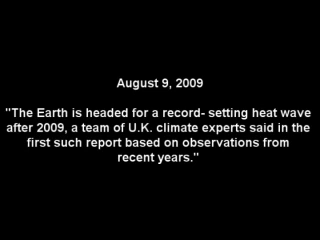 August 9, 2009
"The Earth is headed for a record- setting heat wave
after 2009, a team of U.K. climate experts said in the
first such report based on observations from
recent years."